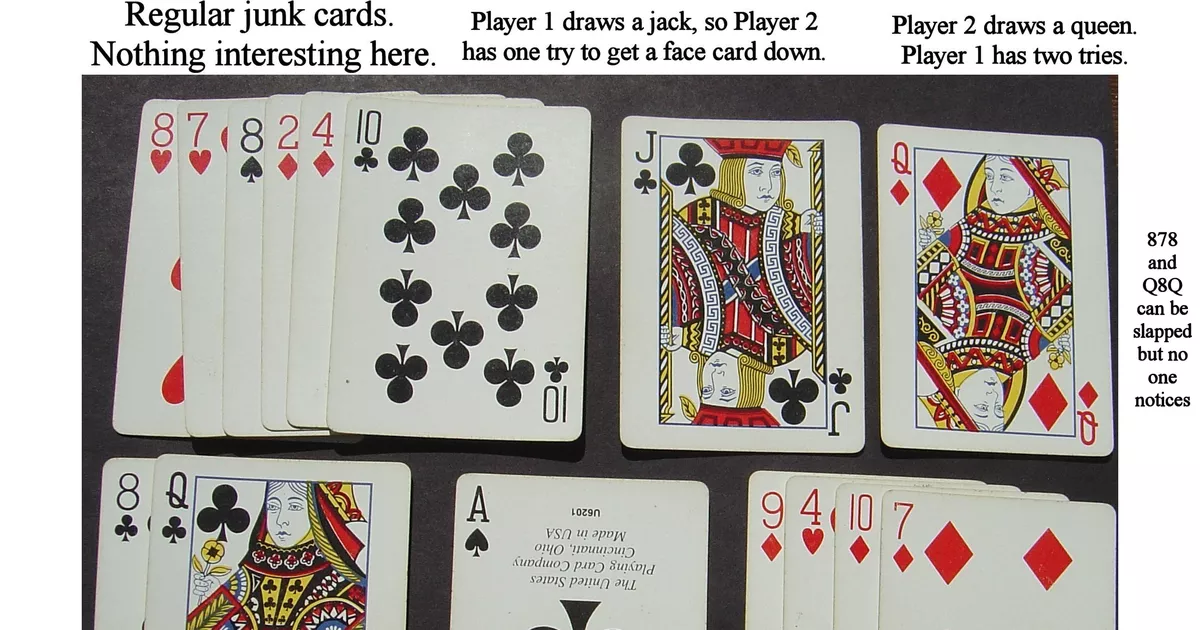 Regular junk cards.
Nothing interesting here.
Player 1 draws a jack, so Player 2
has one try to get a face card down.
Player 2 draws a queen.
Player 1 has two tries.
8 7 8 2 4 10
10
J
J
Q
Q
878
and
Q8Q
can be
slapped
but no
one
notices
8 Q
A
U6201
Made in USA
Cincinnati, Ohio
Playing Card Company
The United States
9 4 10 7